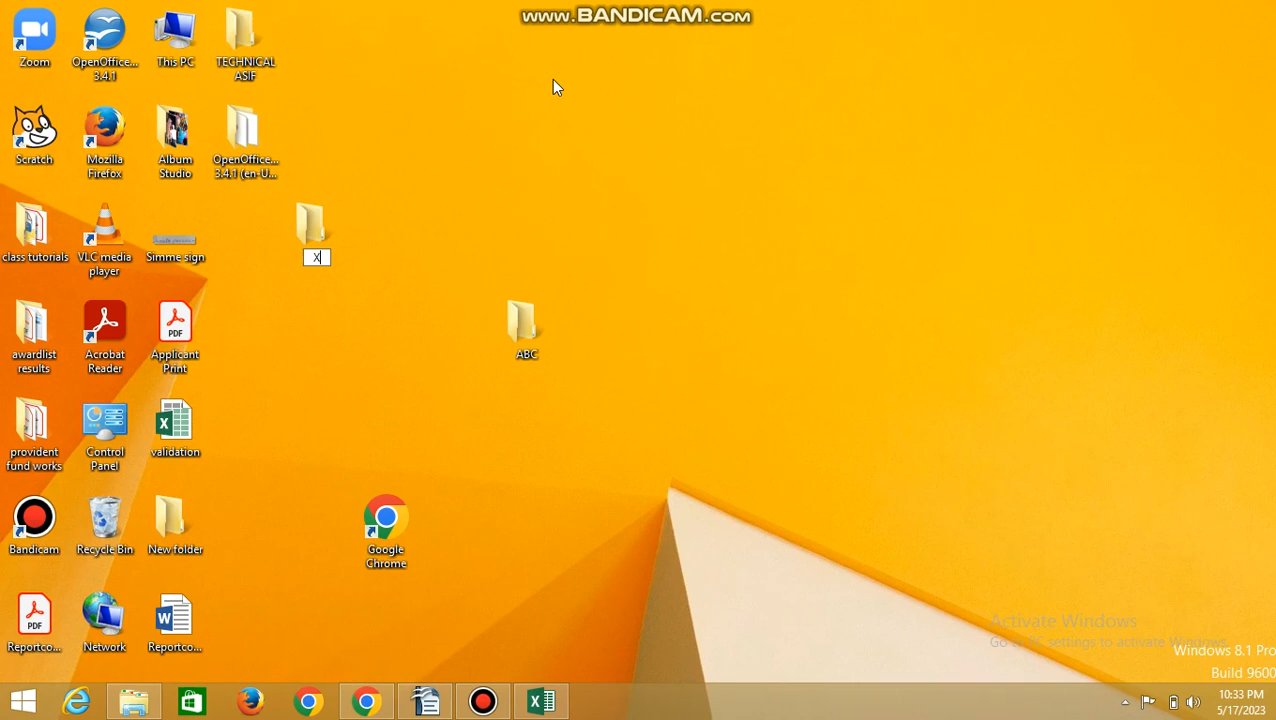 www.BANDICAM.com
Zoom
OpenOffice...
3.4.1
This PC
TECHNICAL
ASIF
Scratch
Mozilla
Firefox
Album
Studio
OpenOffice...
3.4.1 (en-U...
class tutorials
VLC media
player
Simme sign
X
awardlist
results
Acrobat
Reader
PDF
Applicant
Print
ABC
provident
fund works
Control
Panel
validation
Bandicam
Recycle Bin
New folder
Google
Chrome
PDF
Reportco...
Network
Reportco...
Activate Windows
Go to PC settings to activate Windows.
Windows 8.1 Pro
Build 9600
10:33 PM
5/17/2023